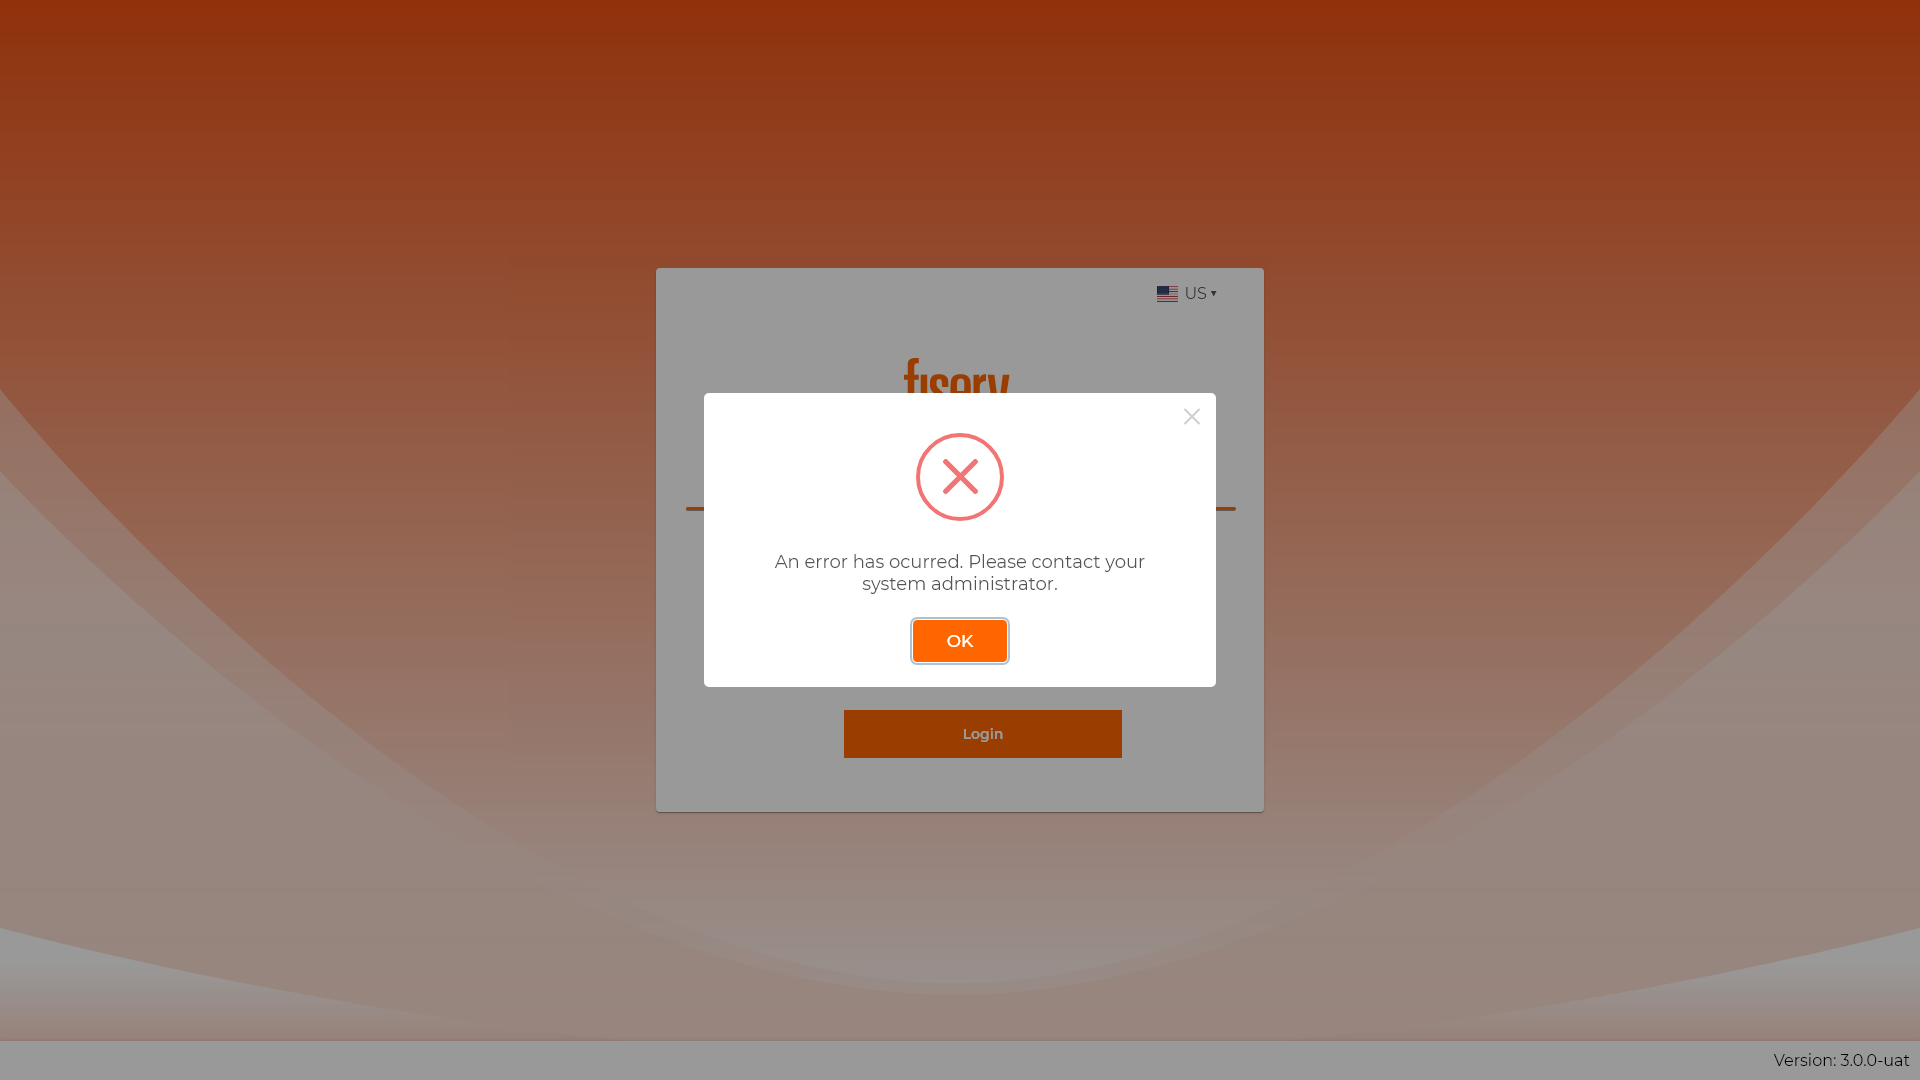 US
fiserv
An error has ocurred. Please contact your
system administrator.
OK
Login
Version: 3.0.0-uat